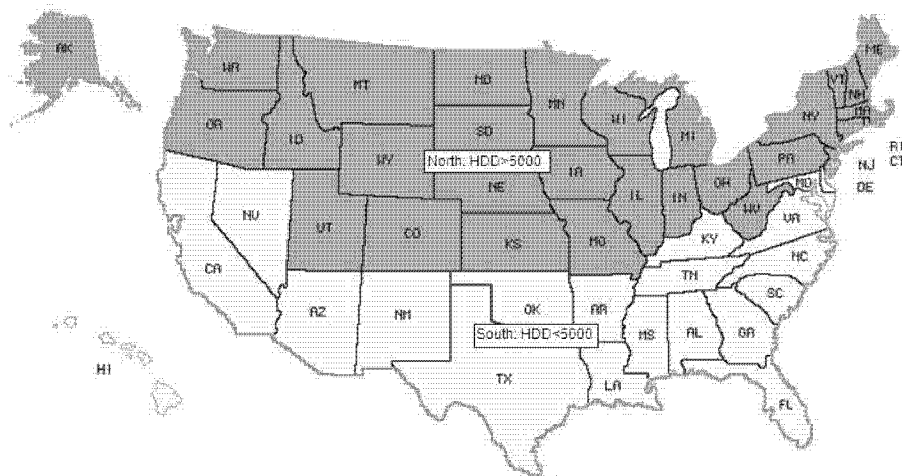 AK
WA
MT
ND
ME
VT
NH
MN
OR
ID
SD
WI
MI
NY
MA
WY
North: HDD>5000
IA
PA
RI
CT
NJ
NE
OH
MD
DE
NV
IL
IN
WV
VA
UT
CO
KS
MO
KY
CA
NC
TN
AZ
NM
OK
AR
SC
South: HDD<5000
MS
AL
GA
HI
TX
LA
FL